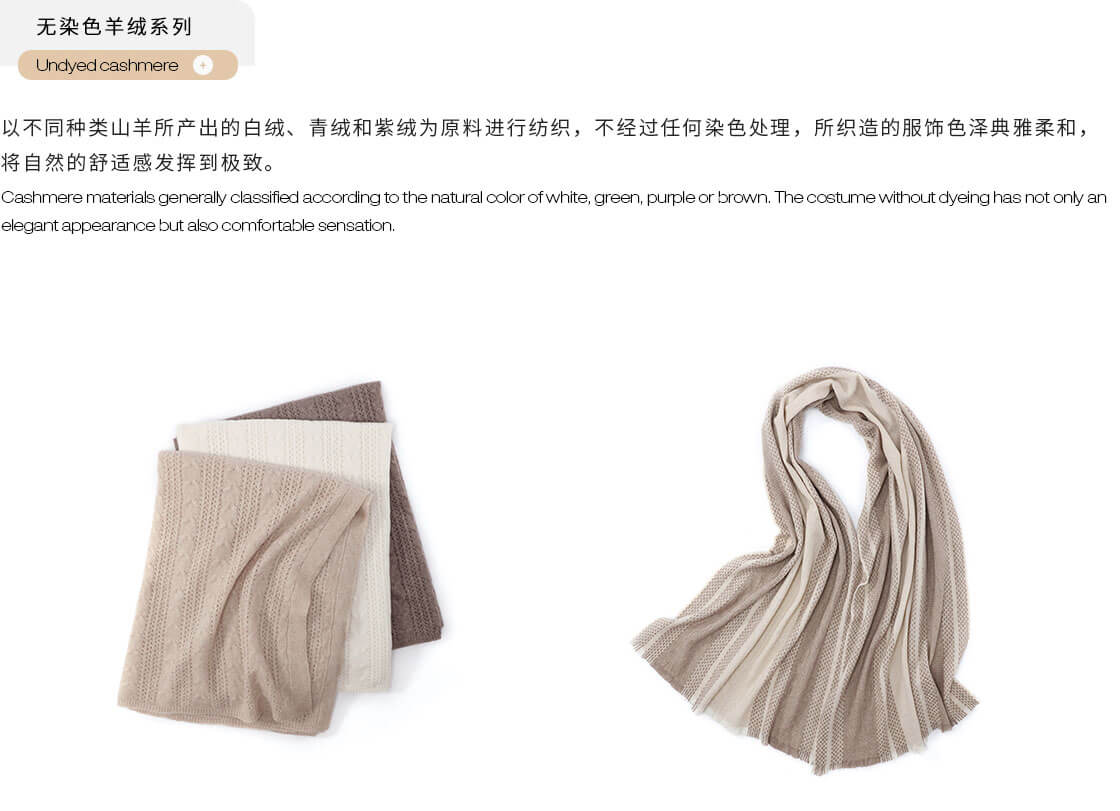 无染色羊绒系列
Undyed cashmere +
以不同种类山羊所产出的白绒、青绒和紫绒为原料进行纺织，不经过任何染色处理，所织造的服饰色泽典雅柔和，
将自然的舒适感发挥到极致。
Cashmere materials generally classified according to the natural color of white, green, purple or brown. The costume without dyeing has not only an
elegant appearance but also comfortable sensation.